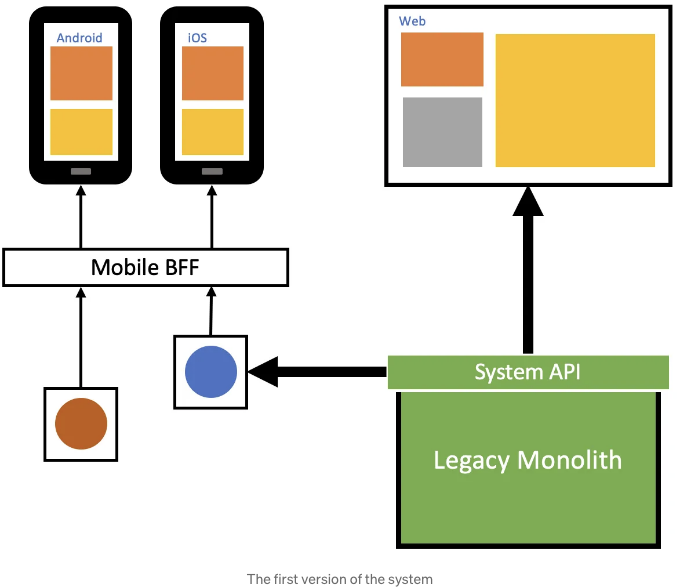 Android
iOS
Web
Mobile BFF
System API
Legacy Monolith
The first version of the system